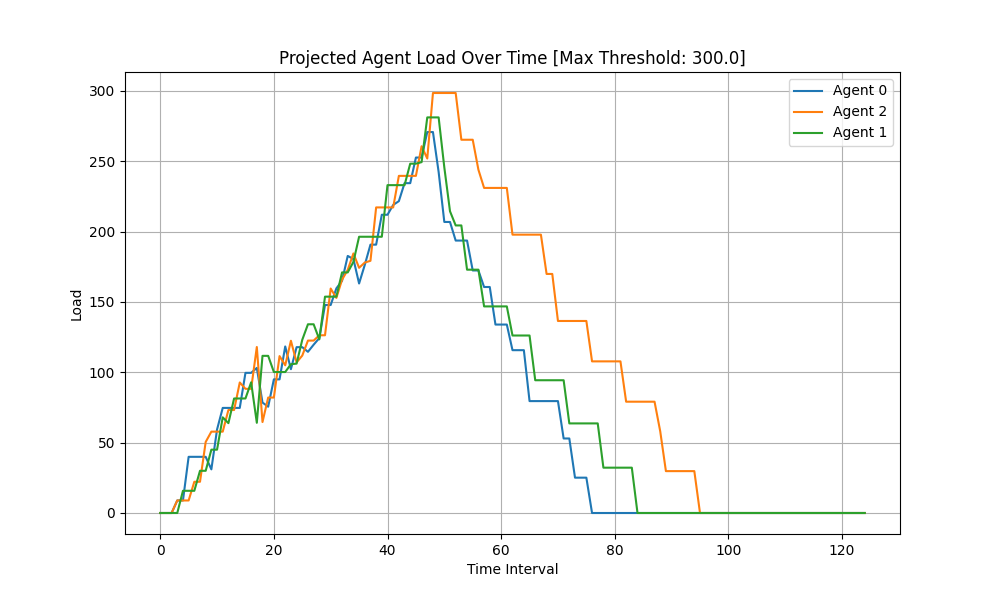 Projected Agent Load Over Time [Max Threshold: 300.0]
Agent 0
Agent 2
Agent 1
Load
300
250
200
150
100
50
0
0 20 40 60 80 100 120
Time Interval